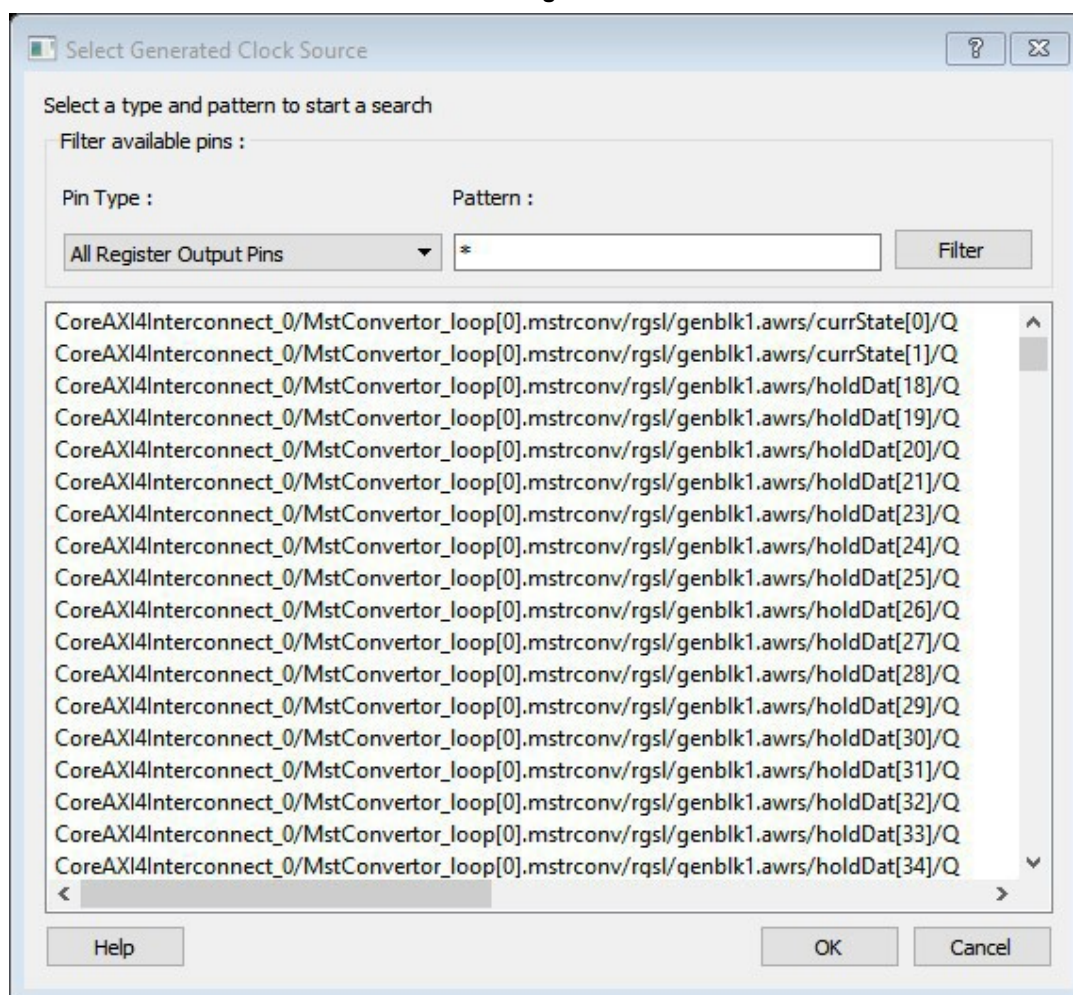 Select Generated Clock Source
Select a type and pattern to start a search
Filter available pins :
Pin Type :
Pattern :
All Register Output Pins
*
Filter
CoreAXI4Interconnect_0/MstConvertor_loop[0].mstrconv/rgsl/genblk1.awrs/currState[0]/Q
CoreAXI4Interconnect_0/MstConvertor_loop[0].mstrconv/rgsl/genblk1.awrs/currState[1]/Q
CoreAXI4Interconnect_0/MstConvertor_loop[0].mstrconv/rgsl/genblk1.awrs/holdDat[18]/Q
CoreAXI4Interconnect_0/MstConvertor_loop[0].mstrconv/rgsl/genblk1.awrs/holdDat[19]/Q
CoreAXI4Interconnect_0/MstConvertor_loop[0].mstrconv/rgsl/genblk1.awrs/holdDat[20]/Q
CoreAXI4Interconnect_0/MstConvertor_loop[0].mstrconv/rgsl/genblk1.awrs/holdDat[21]/Q
CoreAXI4Interconnect_0/MstConvertor_loop[0].mstrconv/rgsl/genblk1.awrs/holdDat[23]/Q
CoreAXI4Interconnect_0/MstConvertor_loop[0].mstrconv/rgsl/genblk1.awrs/holdDat[24]/Q
CoreAXI4Interconnect_0/MstConvertor_loop[0].mstrconv/rgsl/genblk1.awrs/holdDat[25]/Q
CoreAXI4Interconnect_0/MstConvertor_loop[0].mstrconv/rgsl/genblk1.awrs/holdDat[26]/Q
CoreAXI4Interconnect_0/MstConvertor_loop[0].mstrconv/rgsl/genblk1.awrs/holdDat[27]/Q
CoreAXI4Interconnect_0/MstConvertor_loop[0].mstrconv/rgsl/genblk1.awrs/holdDat[28]/Q
CoreAXI4Interconnect_0/MstConvertor_loop[0].mstrconv/rgsl/genblk1.awrs/holdDat[29]/Q
CoreAXI4Interconnect_0/MstConvertor_loop[0].mstrconv/rgsl/genblk1.awrs/holdDat[30]/Q
CoreAXI4Interconnect_0/MstConvertor_loop[0].mstrconv/rgsl/genblk1.awrs/holdDat[31]/Q
CoreAXI4Interconnect_0/MstConvertor_loop[0].mstrconv/rgsl/genblk1.awrs/holdDat[32]/Q
CoreAXI4Interconnect_0/MstConvertor_loop[0].mstrconv/rgsl/genblk1.awrs/holdDat[33]/Q
CoreAXI4Interconnect_0/MstConvertor_loop[0].mstrconv/rgsl/genblk1.awrs/holdDat[34]/Q
Help
OK
Cancel